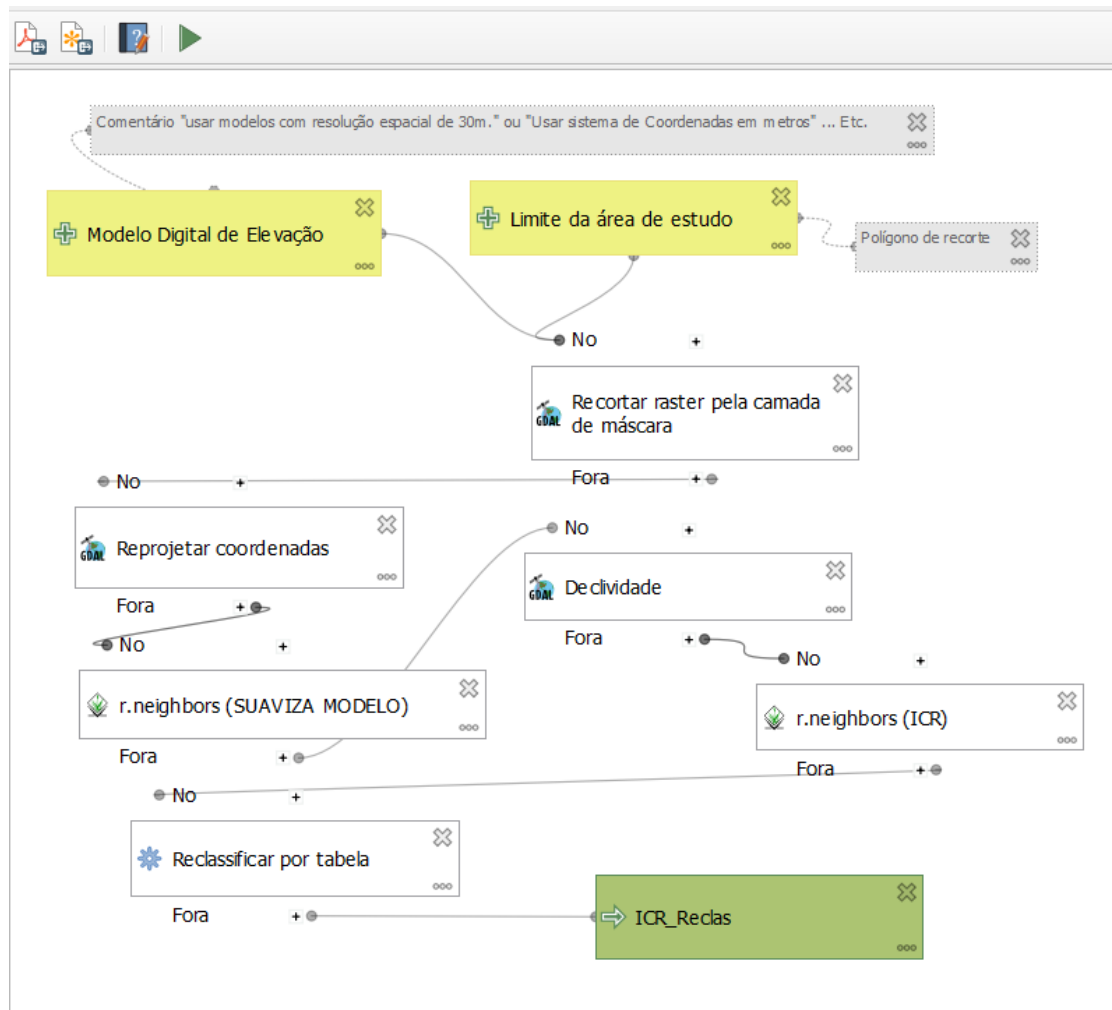 Comentário "usar modelos com resolução espacial de 30m." ou "Usar sistema de Coordenadas em metros" ... Etc.
Modelo Digital de Elevação
Limite da área de estudo
Polígono de recorte
No +
Recortar raster pela camada
de máscara
GDAL
Fora +
No +
Reprojetar coordenadas
GDAL
Fora +
No +
Declividade
GDAL
Fora +
No +
r.neighbors (SUAVIZA MODELO)
Fora +
No +
r.neighbors (ICR)
Fora +
No +
Reclassificar por tabela
Fora +
ICR_Reclas